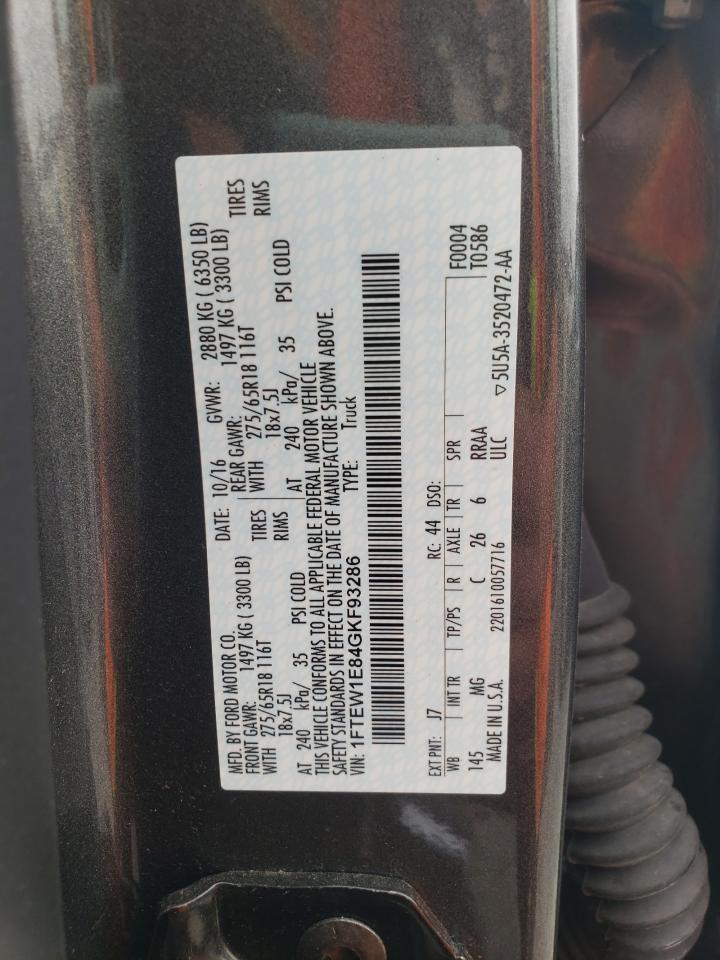 MFD. BY FORD MOTOR CO.
DATE: 10/16 GVWR: 2880 KG ( 6350 LB)
FRONT GAWR: 1497 KG ( 3300 LB)
REAR GAWR: 1497 KG ( 3300 LB)
WITH 275/65R18 116T TIRES
WITH 275/65R18 116T TIRES
18x7.5J RIMS
18x7.5J RIMS
AT 240 kPa/ 35 PSI COLD
AT 240 kPa/ 35 PSI COLD
THIS VEHICLE CONFORMS TO ALL APPLICABLE FEDERAL MOTOR VEHICLE
SAFETY STANDARDS IN EFFECT ON THE DATE OF MANUFACTURE SHOWN ABOVE.
VIN: 1FTEW1E84GKF93286 TYPE: Truck
EXT PNT: J7 RC: 44 DSO:
WB INT TR TP/PS R AXLE TR SPR F0004
145 MG C 26 6 RRAA T0586
MADE IN U.S.A. 2201610057716 ULC ▽5U5A-3520472-AA